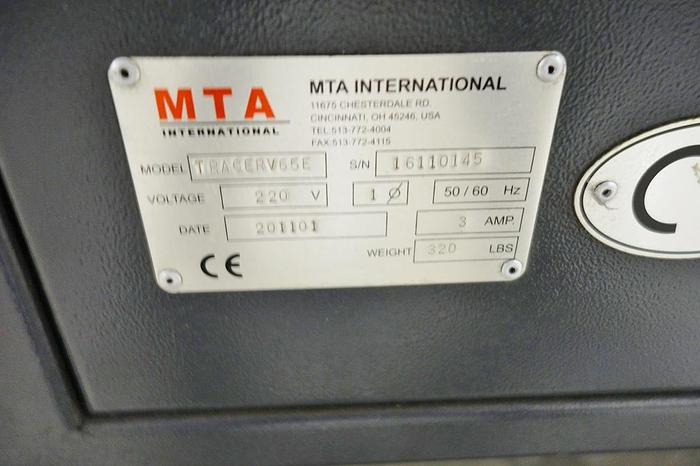 MTA
INTERNATIONAL
MTA INTERNATIONAL
11675 CHESTERDALE RD.
CINCINNATI, OH 45246, USA
TEL:513-772-4004
FAX:513-772-4115
MODEL TRACERV65E S/N 16110145
VOLTAGE 220 V 1 Ø 50/60 Hz
DATE 201101 3 AMP.
WEIGHT 320 LBS
CE